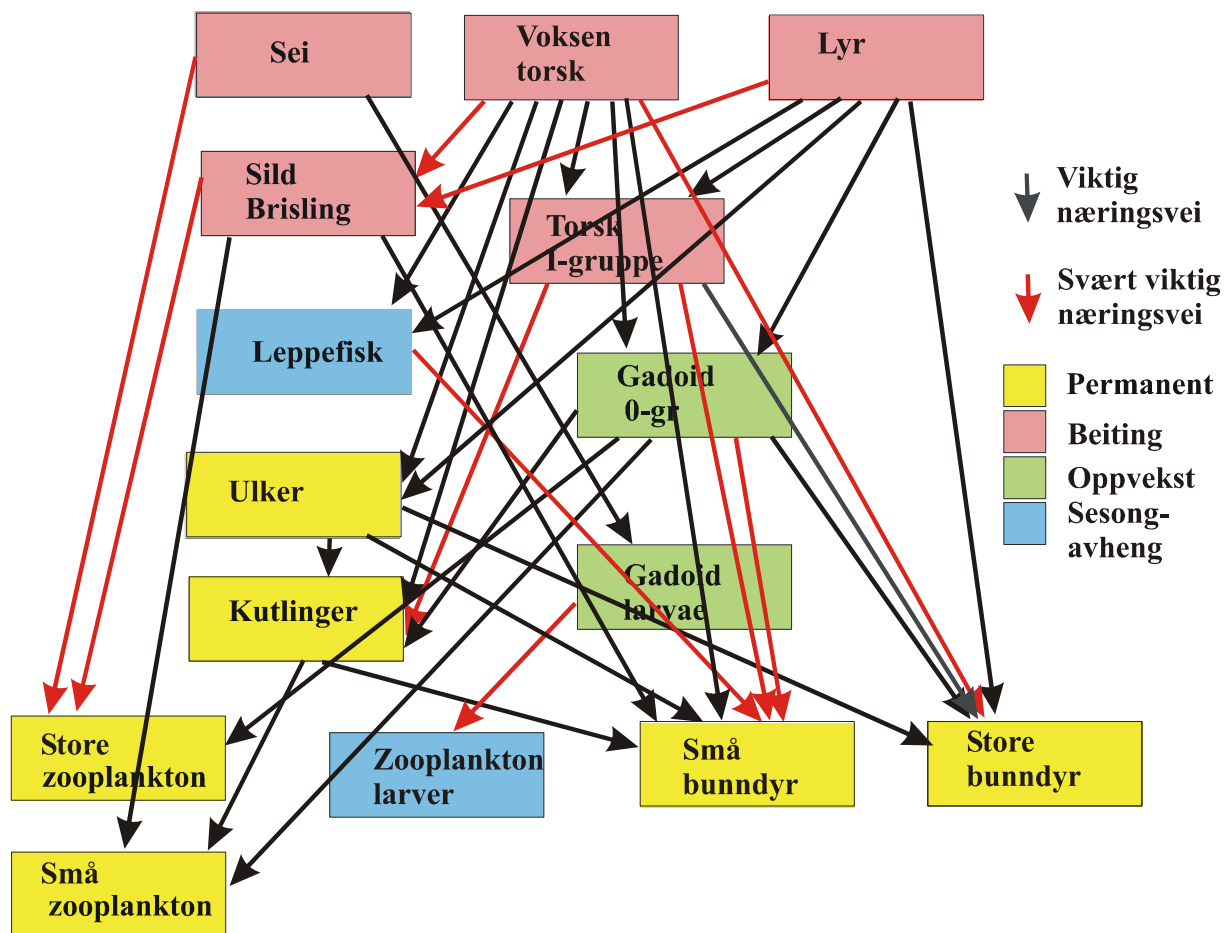 Sei
Voksen
torsk
Lyr
Sild
Brisling
Torsk
I-gruppe
Leppefisk
Gadoid
0-gr
Ulker
Gadoid
larvae
Kutlinger
Store
zooplankton
Zooplankton
larver
Små
bunndyr
Store
bunndyr
Små
zooplankton
Viktig
næringsvei
Svært viktig
næringsvei
Permanent
Beiting
Oppvekst
Sesong-
avheng